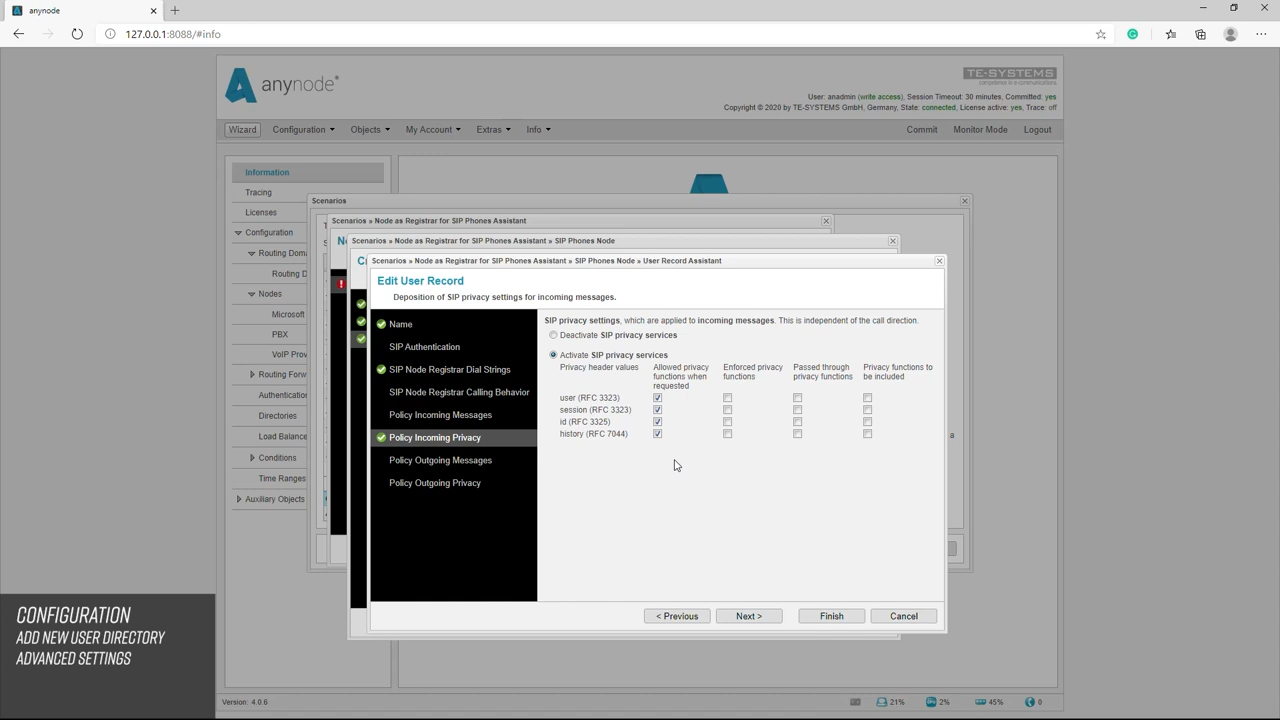 anynode
127.0.0.1:8088/#info
anynode®
TE-SYSTEMS
competence in e-communications.
User: anadmin (write access), Session Timeout: 30 minutes, Committed: yes
Copyright © 2020 by TE-SYSTEMS GmbH, Germany, State: connected, License active: yes, Trace: off
Wizard Configuration Objects My Account Extras Info Commit Monitor Mode Logout
Information
Tracing
Licenses
Configuration
Routing Doma
Routing D
Nodes
Microsoft
PBX
VoIP Prov
Routing Forw
Authentication
Directories
Load Balance
Conditions
Time Ranges
Auxiliary Objects
Scenarios
Scenarios » Node as Registrar for SIP Phones Assistant
Scenarios » Node as Registrar for SIP Phones Assistant » SIP Phones Node
Scenarios » Node as Registrar for SIP Phones Assistant » SIP Phones Node » User Record Assistant
Edit User Record
Deposition of SIP privacy settings for incoming messages.
Name
SIP Authentication
SIP Node Registrar Dial Strings
SIP Node Registrar Calling Behavior
Policy Incoming Messages
Policy Incoming Privacy
Policy Outgoing Messages
Policy Outgoing Privacy
SIP privacy settings, which are applied to incoming messages. This is independent of the call direction.
Deactivate SIP privacy services
Activate SIP privacy services
Privacy header values
Allowed privacy functions when requested
Enforced privacy functions
Passed through privacy functions
Privacy functions to be included
user (RFC 3323)
session (RFC 3323)
id (RFC 3325)
history (RFC 7044)
a
< Previous Next > Finish Cancel
CONFIGURATION
ADD NEW USER DIRECTORY
ADVANCED SETTINGS
Version: 4.0.6 21% 2% 45% 0